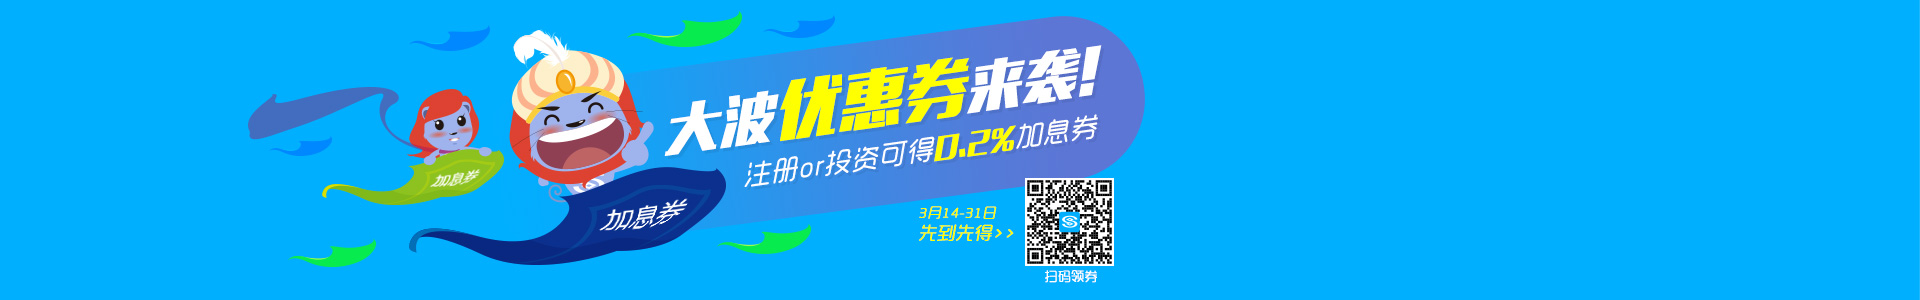 大波优惠券来袭!
注册or投资可得0.2%加息券
加息券
加息券
3月14-31日
先到先得>>
扫码领券